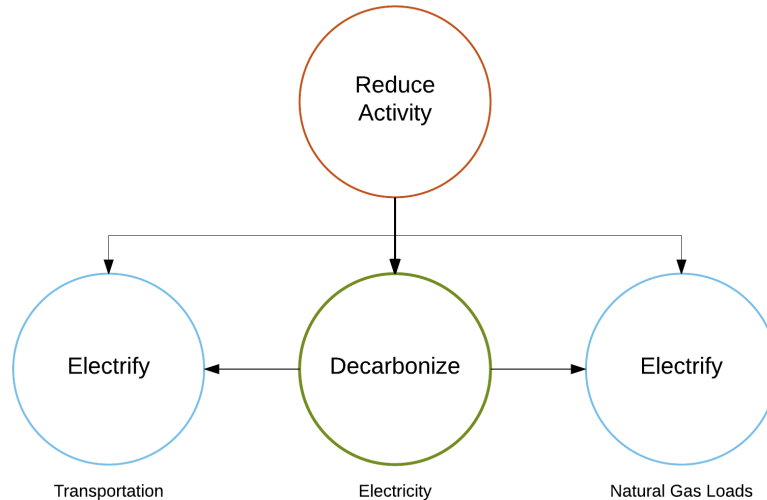 Reduce
Activity
Electrify
Decarbonize
Electrify
Transportation
Electricity
Natural Gas Loads